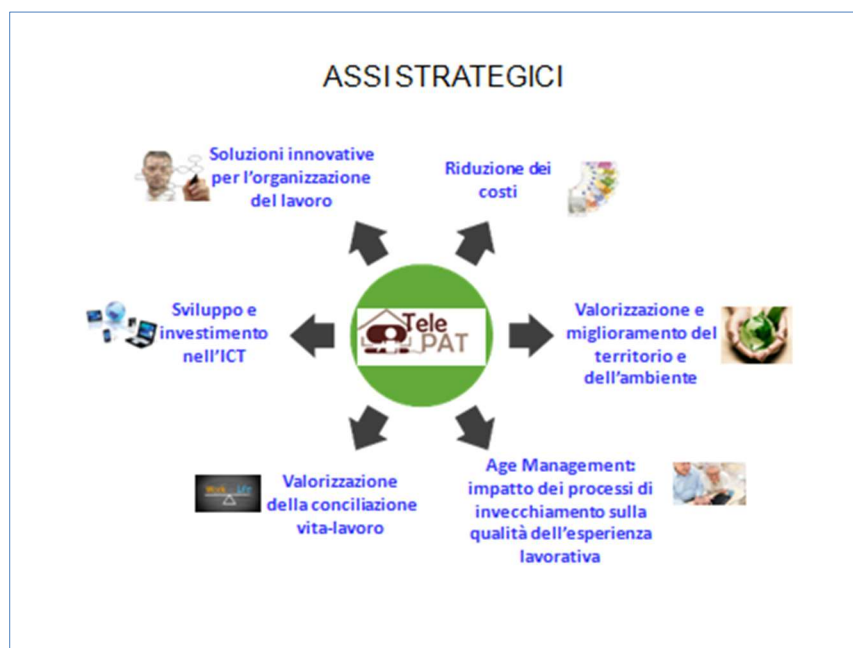 ASSI STRATEGICI
Soluzioni innovative
per l'organizzazione
del lavoro
Riduzione dei
costi
Sviluppo e
investimento
nell'ICT
Tele
PAT
Valorizzazione e
miglioramento del
territorio e
dell'ambiente
Work Life
Valorizzazione
della conciliazione
vita-lavoro
Age Management:
impatto dei processi di
invecchiamento sulla
qualità dell'esperienza
lavorativa